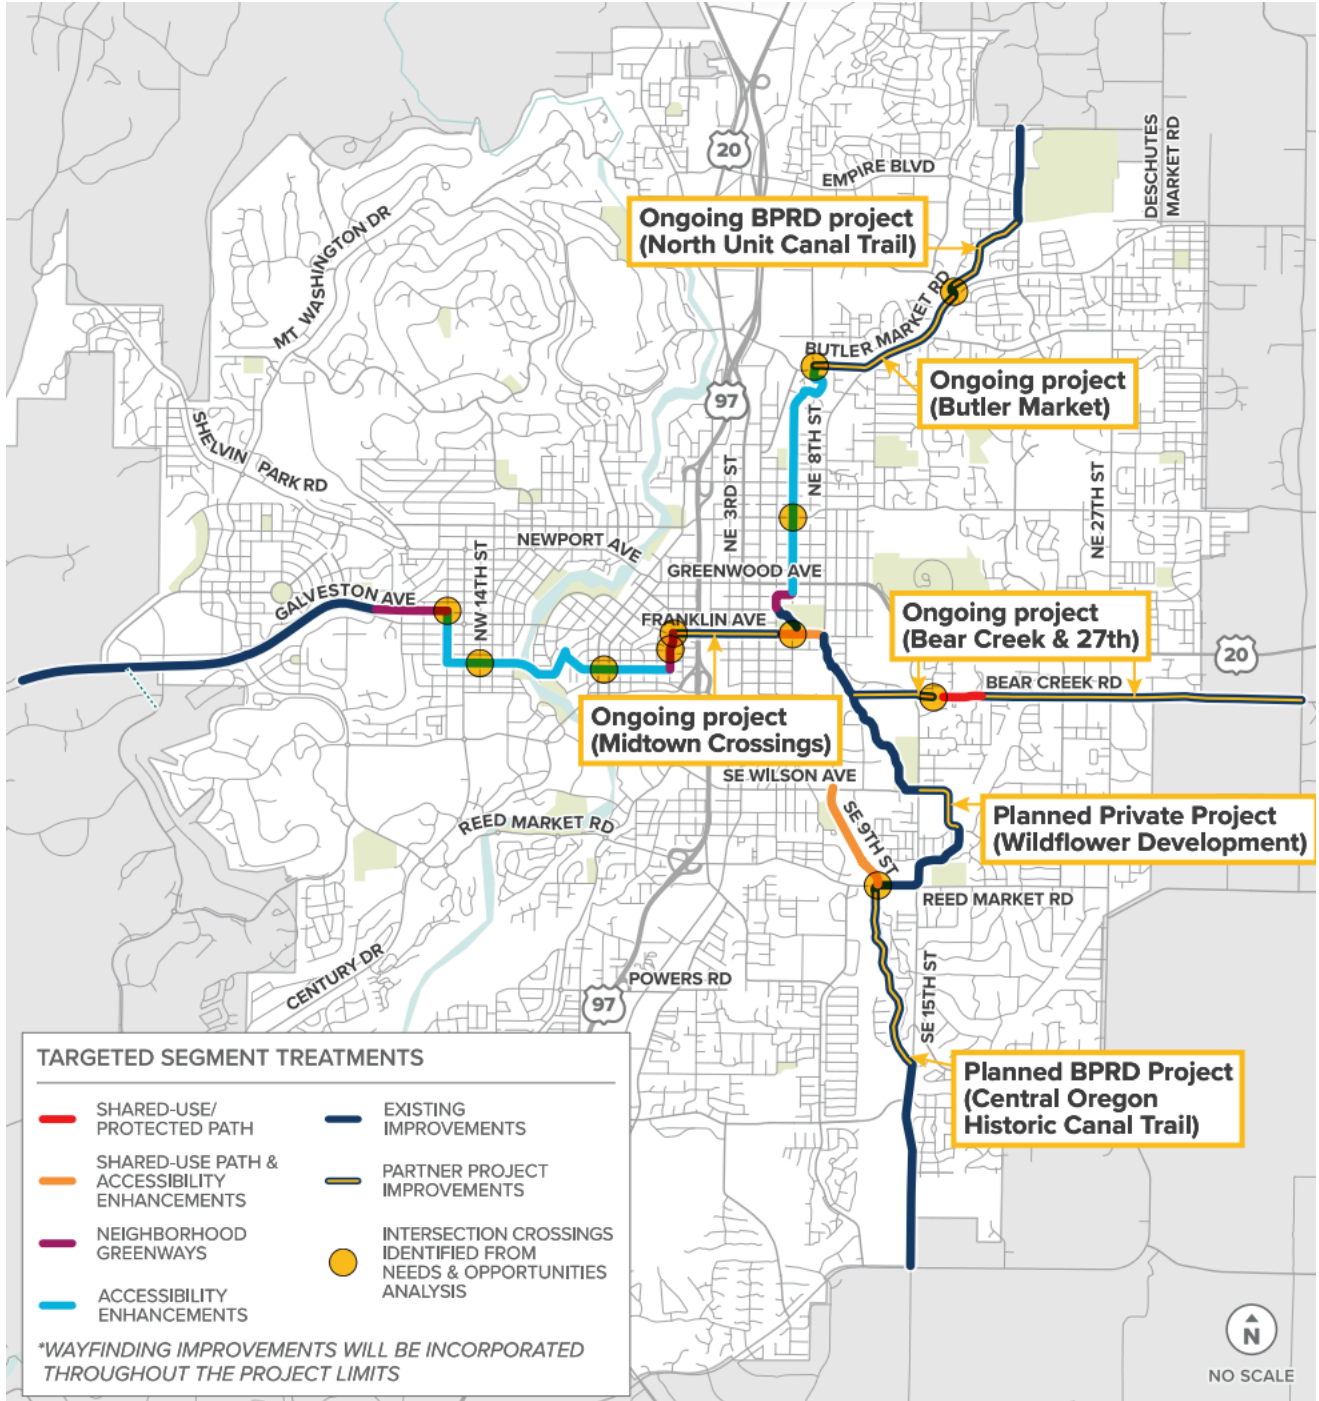 DESCHUTES
MARKET RD
20
EMPIRE BLVD
Ongoing BPRD project
(North Unit Canal Trail)
MT WASHINGTON DR
BUTLER MARKET RD
Ongoing project
(Butler Market)
97
SHELVIN PARK RD
NE 3RD ST
NE 8TH ST
NE 27TH ST
NEWPORT AVE
NW 14TH ST
GREENWOOD AVE
GALVESTON AVE
FRANKLIN AVE
Ongoing project
(Bear Creek & 27th)
20
BEAR CREEK RD
Ongoing project
(Midtown Crossings)
SE WILSON AVE
SE 9TH ST
Planned Private Project
(Wildflower Development)
REED MARKET RD
REED MARKET RD
CENTURY DR
POWERS RD
97
SE 15TH ST
Planned BPRD Project
(Central Oregon
Historic Canal Trail)
TARGETED SEGMENT TREATMENTS
SHARED-USE/
PROTECTED PATH
SHARED-USE PATH &
ACCESSIBILITY
ENHANCEMENTS
NEIGHBORHOOD
GREENWAYS
ACCESSIBILITY
ENHANCEMENTS
EXISTING
IMPROVEMENTS
PARTNER PROJECT
IMPROVEMENTS
INTERSECTION CROSSINGS
IDENTIFIED FROM
NEEDS & OPPORTUNITIES
ANALYSIS
*WAYFINDING IMPROVEMENTS WILL BE INCORPORATED
THROUGHOUT THE PROJECT LIMITS
N
NO SCALE